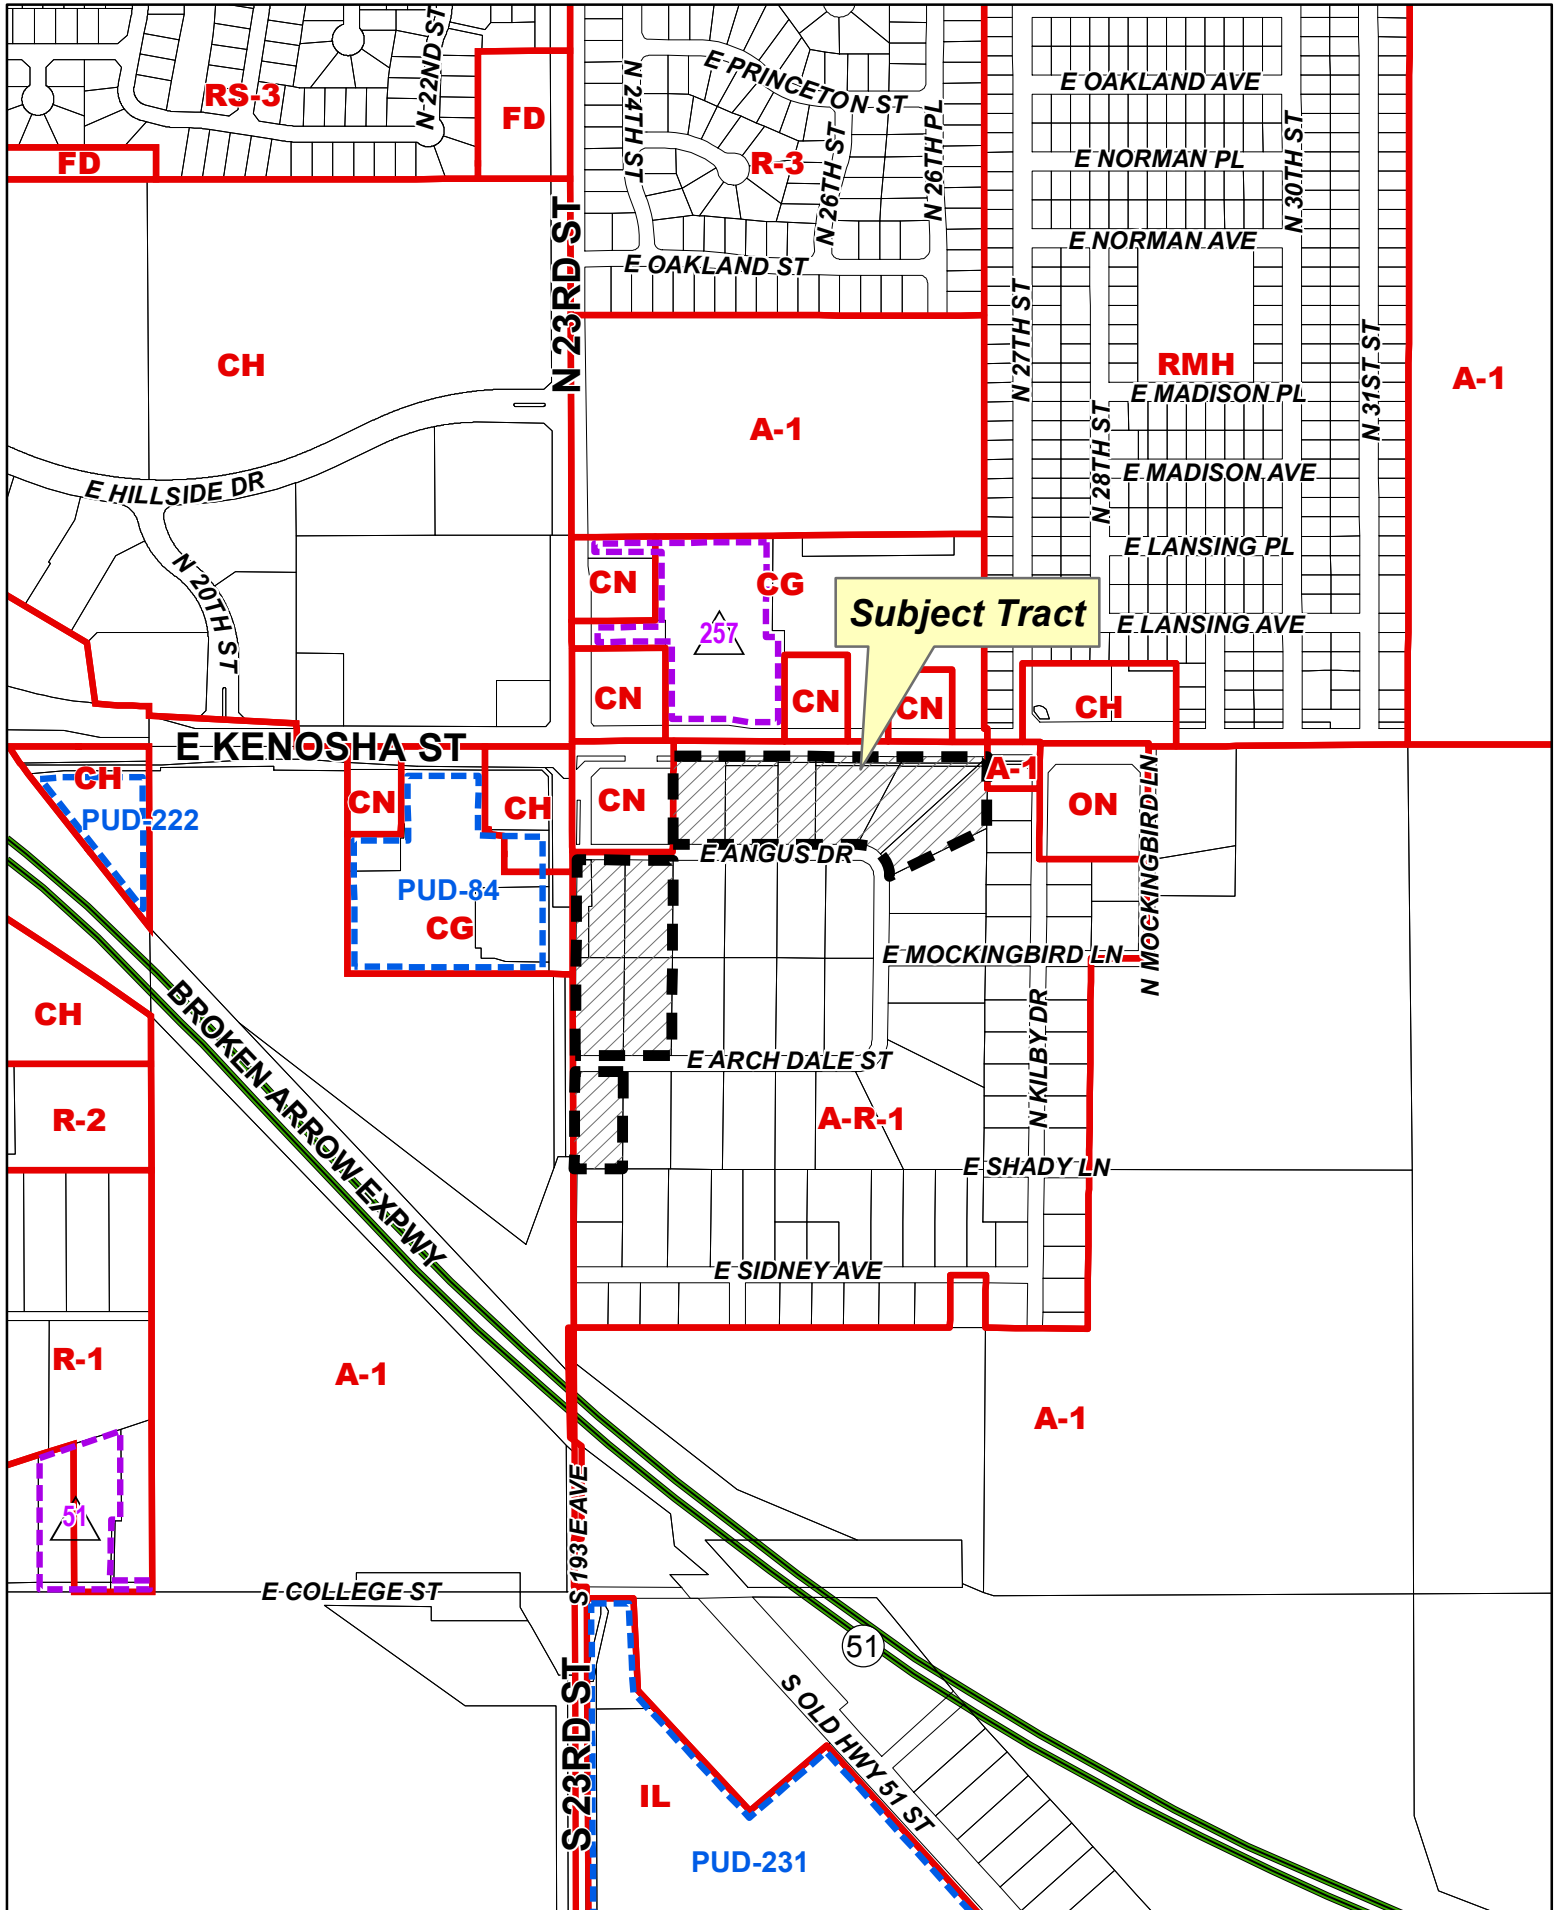 N 22ND ST
RS-3
FD
FD
N 24TH ST
E PRINCETON ST
R-3
N 26TH ST
N 26TH PL
E OAKLAND AVE
E NORMAN PL
N 30TH ST
E NORMAN AVE
N 23RD ST
E OAKLAND ST
CH
A-1
N 27TH ST
RMH
E MADISON PL
N 31ST ST
A-1
N 28TH ST
E MADISON AVE
E HILLSIDE DR
N 20TH ST
E LANSING PL
CN
CG
257
Subject Tract
E LANSING AVE
CN
CN
CN
CH
E KENOSHA ST
CH
PUD-222
CN
CH
CN
A-1
ON
N MOCKINGBIRD LN
E ANGUS DR
PUD-84
CG
E MOCKINGBIRD LN
CH
BROKEN ARROW EXPWY
N KILBY DR
E ARCH DALE ST
R-2
A-R-1
E SHADY LN
E SIDNEY AVE
R-1
A-1
A-1
51
S 193 E AVE
E COLLEGE ST
51
S 23RD ST
S OLD HWY 51 ST
IL
PUD-231